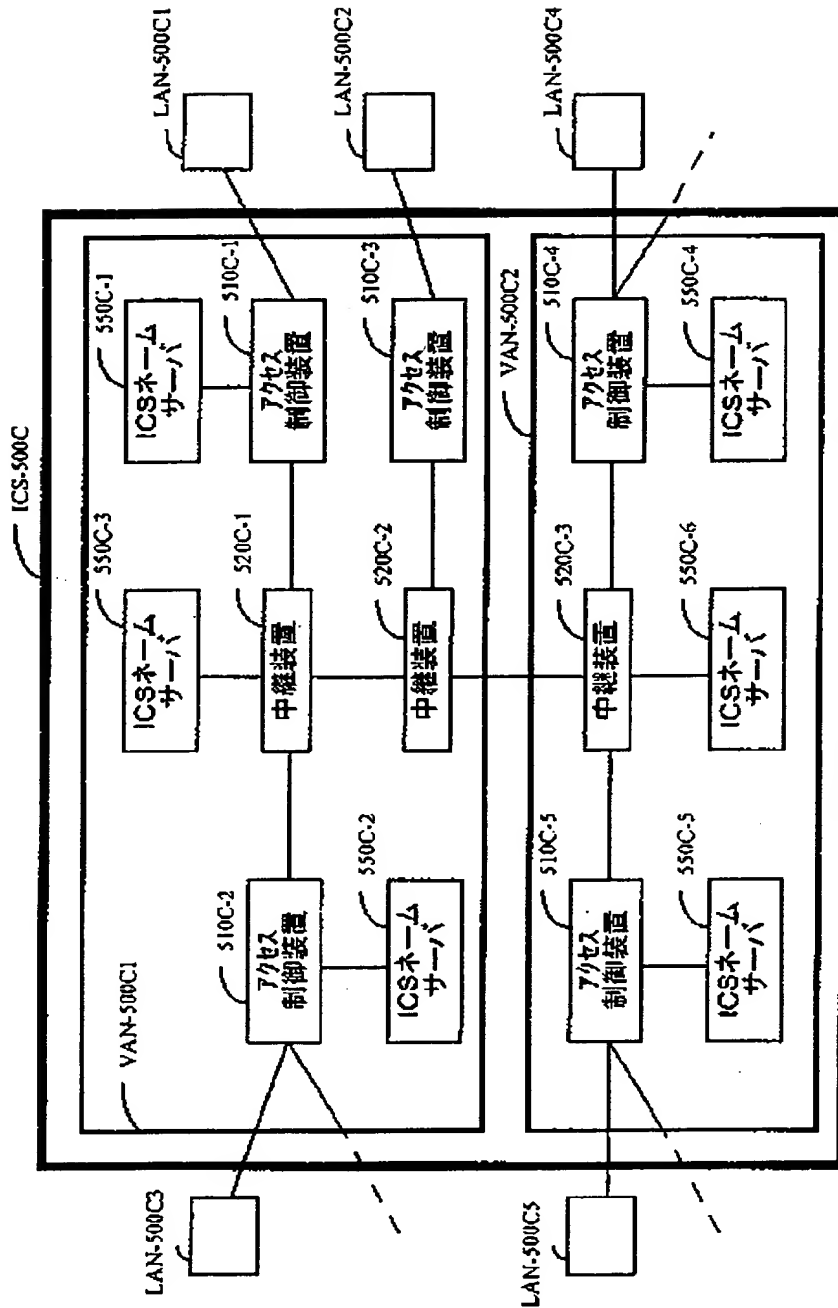 ICS-500C
VAN-500C1
550C-3
550C-1
ICSネーム
サーバ
ICSネーム
サーバ
510C-2
520C-1
510C-1
アクセス
制御装置
中継装置
アクセス
制御装置
LAN-500C3
LAN-500C1
550C-2
520C-2
510C-3
ICSネーム
サーバ
中継装置
アクセス
制御装置
LAN-500C2
VAN-500C2
510C-5
520C-3
510C-4
アクセス
制御装置
中継装置
アクセス
制御装置
LAN-500C5
LAN-500C4
550C-5
550C-6
550C-4
ICSネーム
サーバ
ICSネーム
サーバ
ICSネーム
サーバ